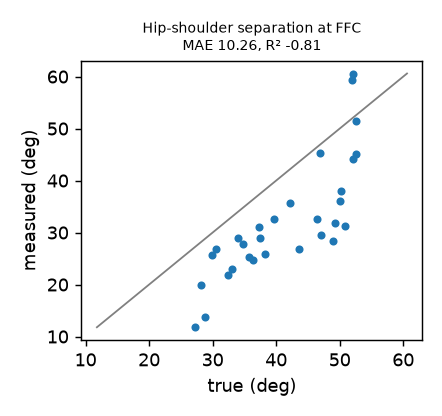 Hip-shoulder separation at FFC
MAE 10.26, R² -0.81
measured (deg)
60
50
40
30
20
10
10 20 30 40 50 60
true (deg)